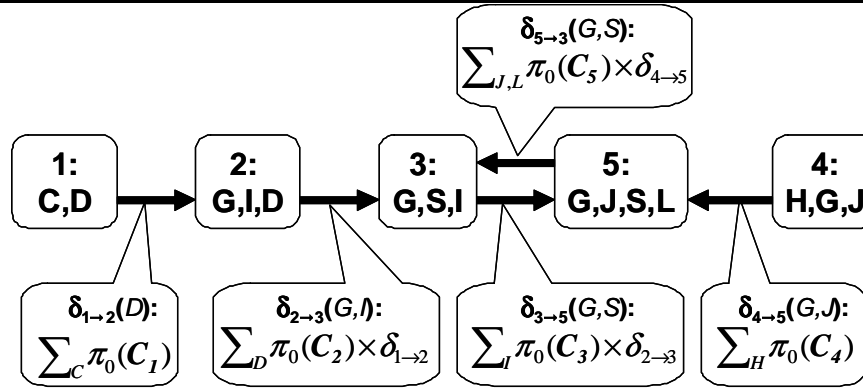 δ5→3(G,S):
∑J,L π0(C5)×δ4→5
1:
C,D
2:
G,I,D
3:
G,S,I
5:
G,J,S,L
4:
H,G,J
δ1→2(D):
∑C π0(C1)
δ2→3(G,I):
∑D π0(C2)×δ1→2
δ3→5(G,S):
∑I π0(C3)×δ2→3
δ4→5(G,J):
∑H π0(C4)